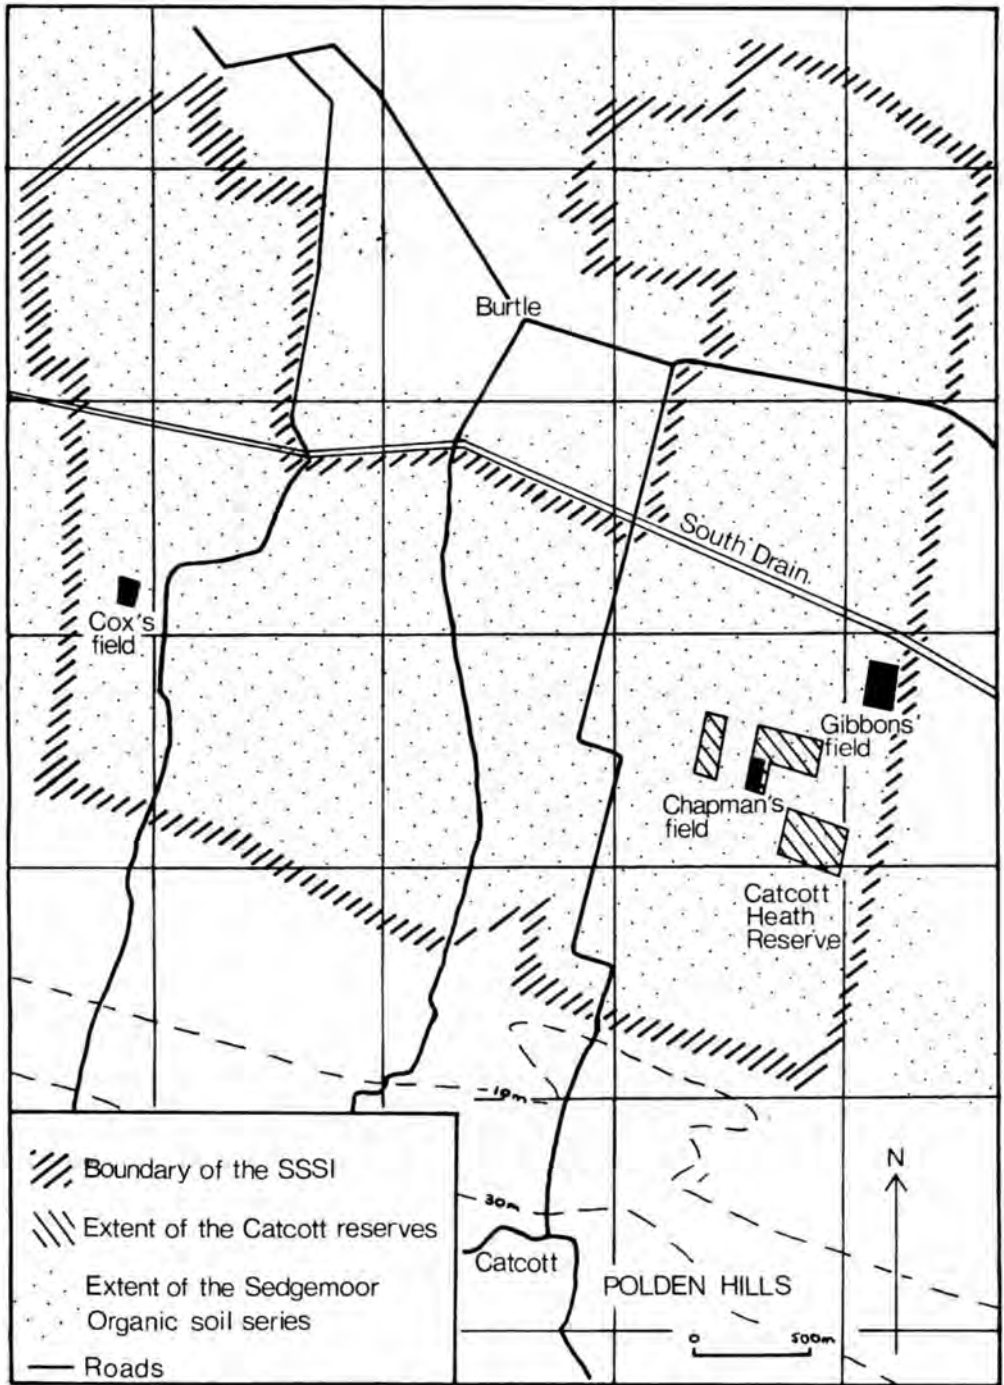 Burtle
South Drain.
Cox's
field
Gibbons'
field
Chapman's
field
Catcott
Heath
Reserve
10m
30m
Catcott
POLDEN HILLS
N
0 500m
Boundary of the SSSI
Extent of the Catcott reserves
Extent of the Sedgemoor
Organic soil series
Roads